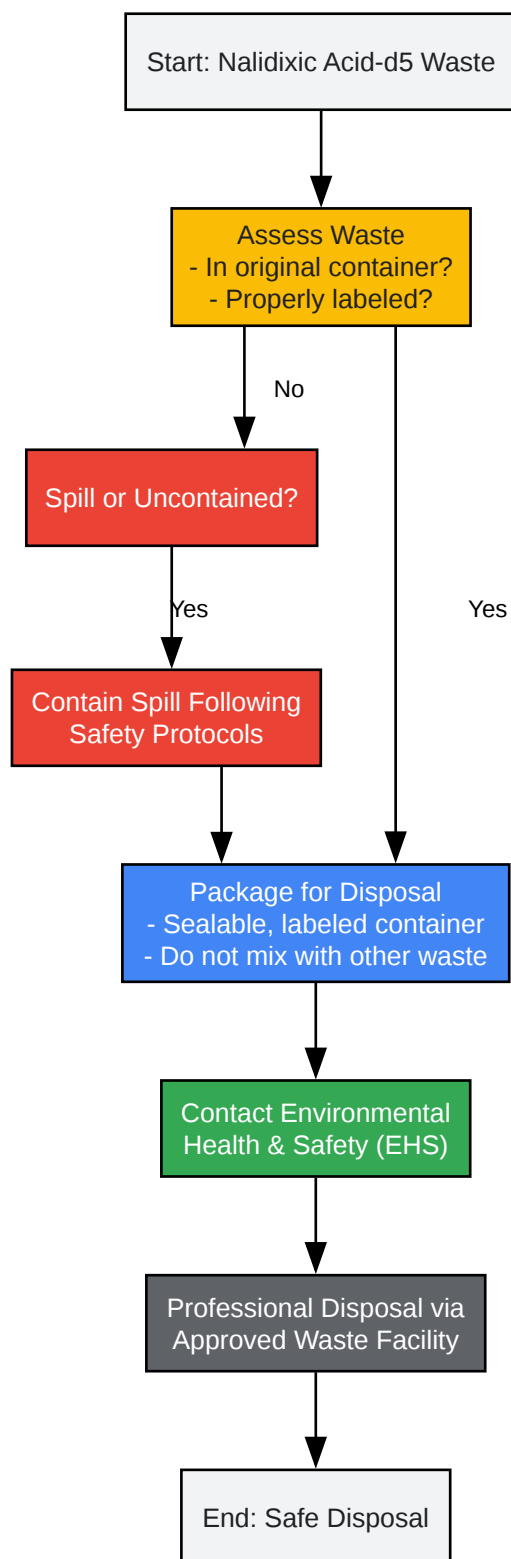 Start: Nalidixic Acid-d5 Waste
Assess Waste
- In original container?
- Properly labeled?
No
Spill or Uncontained?
Yes
Yes
Contain Spill Following
Safety Protocols
Package for Disposal
- Sealable, labeled container
- Do not mix with other waste
Contact Environmental
Health & Safety (EHS)
Professional Disposal via
Approved Waste Facility
End: Safe Disposal